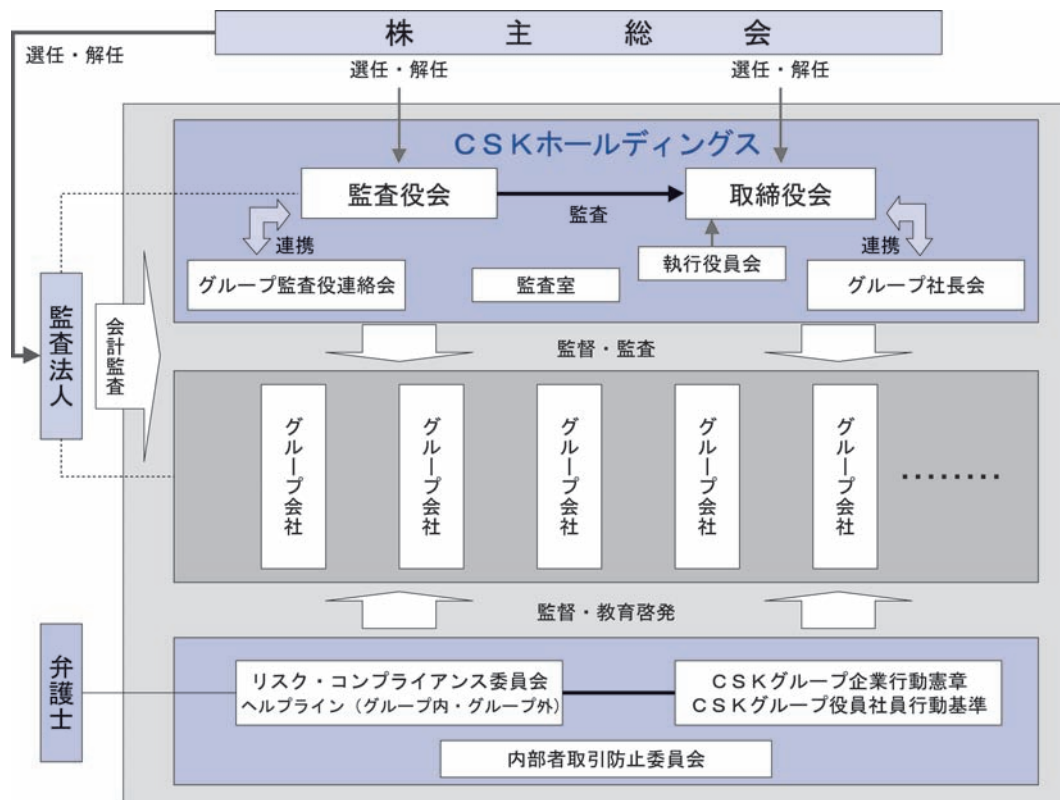 株主総会
選任・解任
選任・解任
選任・解任
CSKホールディングス
監査役会
取締役会
監査
連携
連携
執行役員会
グループ監査役連絡会
監査室
グループ社長会
監査法人
会計監査
監督・監査
グループ会社
グループ会社
グループ会社
グループ会社
グループ会社
‥‥‥‥
監督・教育啓発
弁護士
リスク・コンプライアンス委員会
ヘルプライン（グループ内・グループ外）
CSKグループ企業行動憲章
CSKグループ役員社員行動基準
内部者取引防止委員会